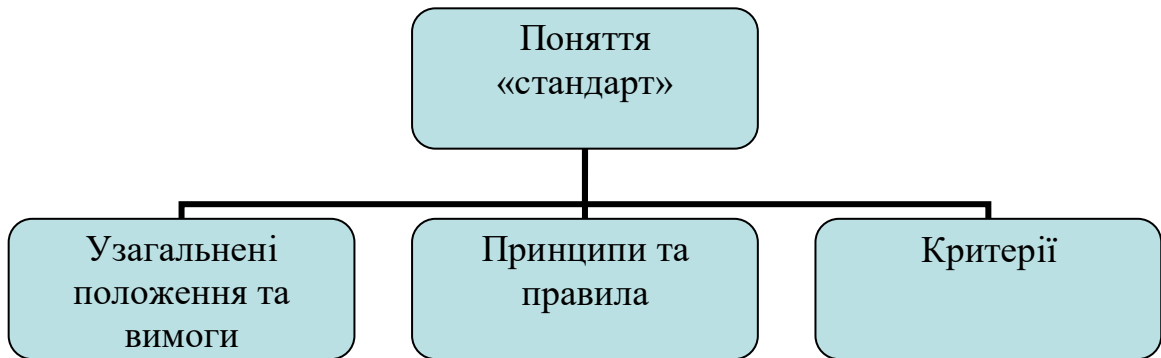 Поняття
«стандарт»
Узагальнені
положення та
вимоги
Принципи та
правила
Критерії